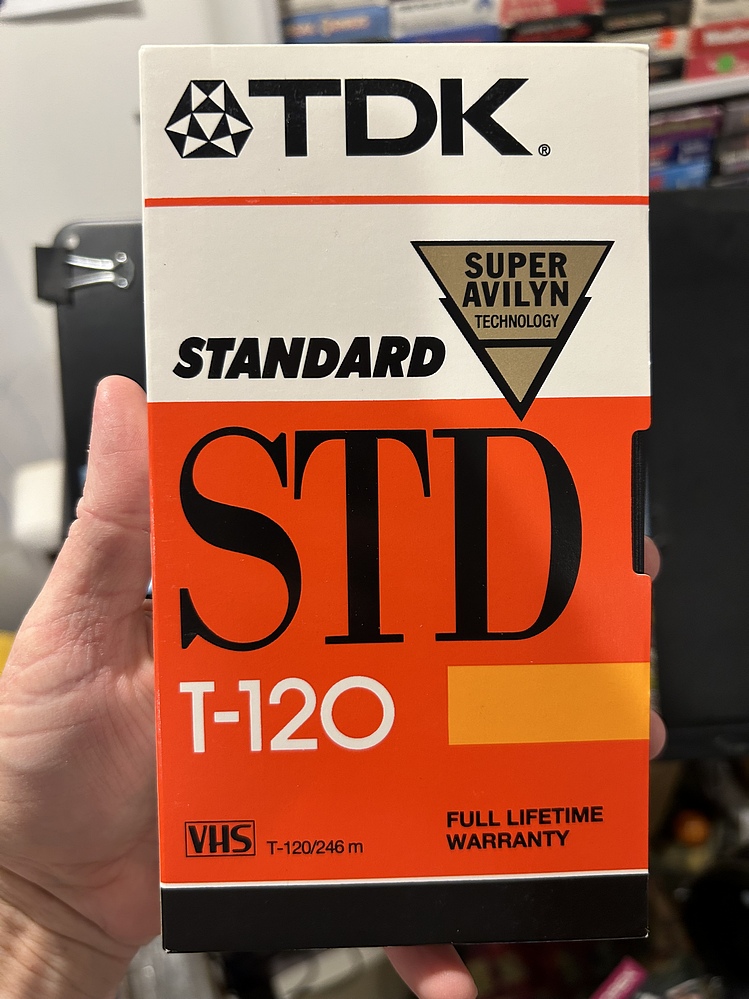 TDK®
SUPER
AVILYN
TECHNOLOGY
STANDARD
STD
T-120
VHS T-120/246 m
FULL LIFETIME
WARRANTY